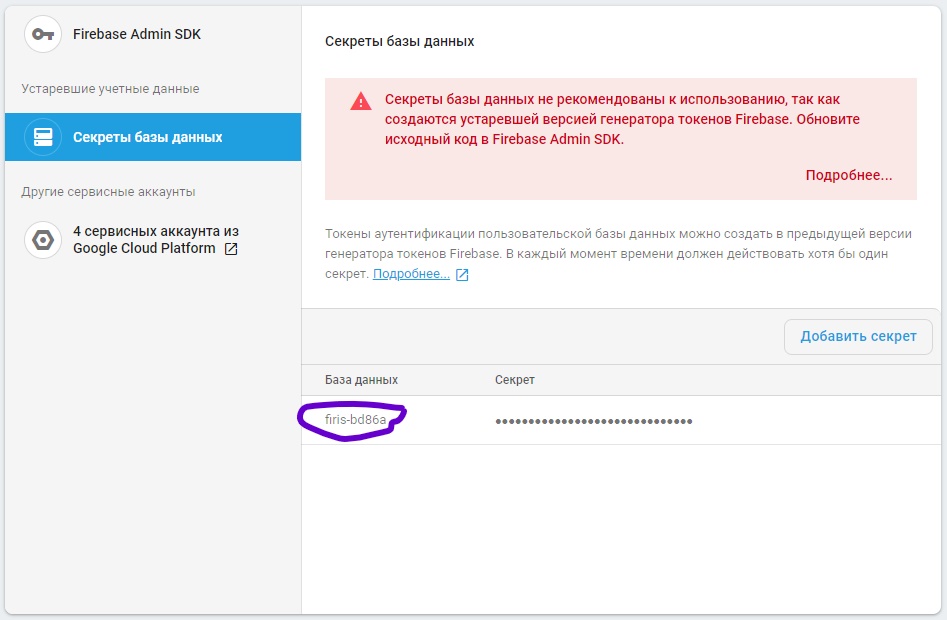 Firebase Admin SDK
Устаревшие учетные данные
Секреты базы данных
Другие сервисные аккаунты
4 сервисных аккаунта из
Google Cloud Platform
Секреты базы данных
Секреты базы данных не рекомендованы к использованию, так как
создаются устаревшей версией генератора токенов Firebase. Обновите
исходный код в Firebase Admin SDK.
Подробнее...
Токены аутентификации пользовательской базы данных можно создать в предыдущей версии
генератора токенов Firebase. В каждый момент времени должен действовать хотя бы один
секрет. Подробнее...
Добавить секрет
База данных Секрет
firis-bd86a ••••••••••••••••••••••••••••••